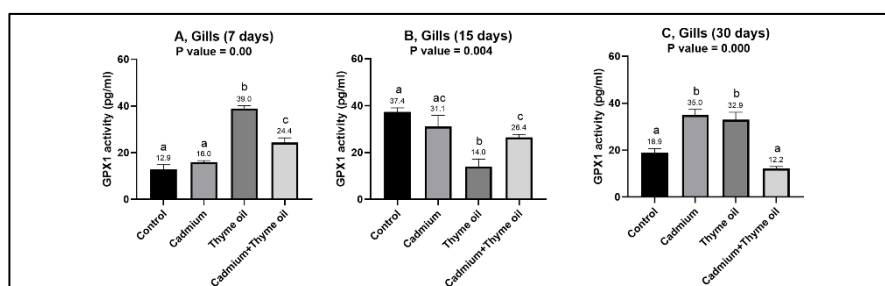 A, Gills (7 days)
P value = 0.00
GPX1 activity (pg/ml)
60
40
20
0
a
12.9
a
16.0
b
39.0
c
24.4
Control
Cadmium
Thyme oil
Cadmium+Thyme oil
B, Gills (15 days)
P value = 0.004
GPX1 activity (pg/ml)
60
40
20
0
a
37.4
ac
31.1
b
14.0
c
26.4
Control
Cadmium
Thyme oil
Cadmium+Thyme oil
C, Gills (30 days)
P value = 0.000
GPX1 activity (pg/ml)
60
40
20
0
a
18.9
b
35.0
b
32.9
a
12.2
Control
Cadmium
Thyme oil
Cadmium+Thyme oil